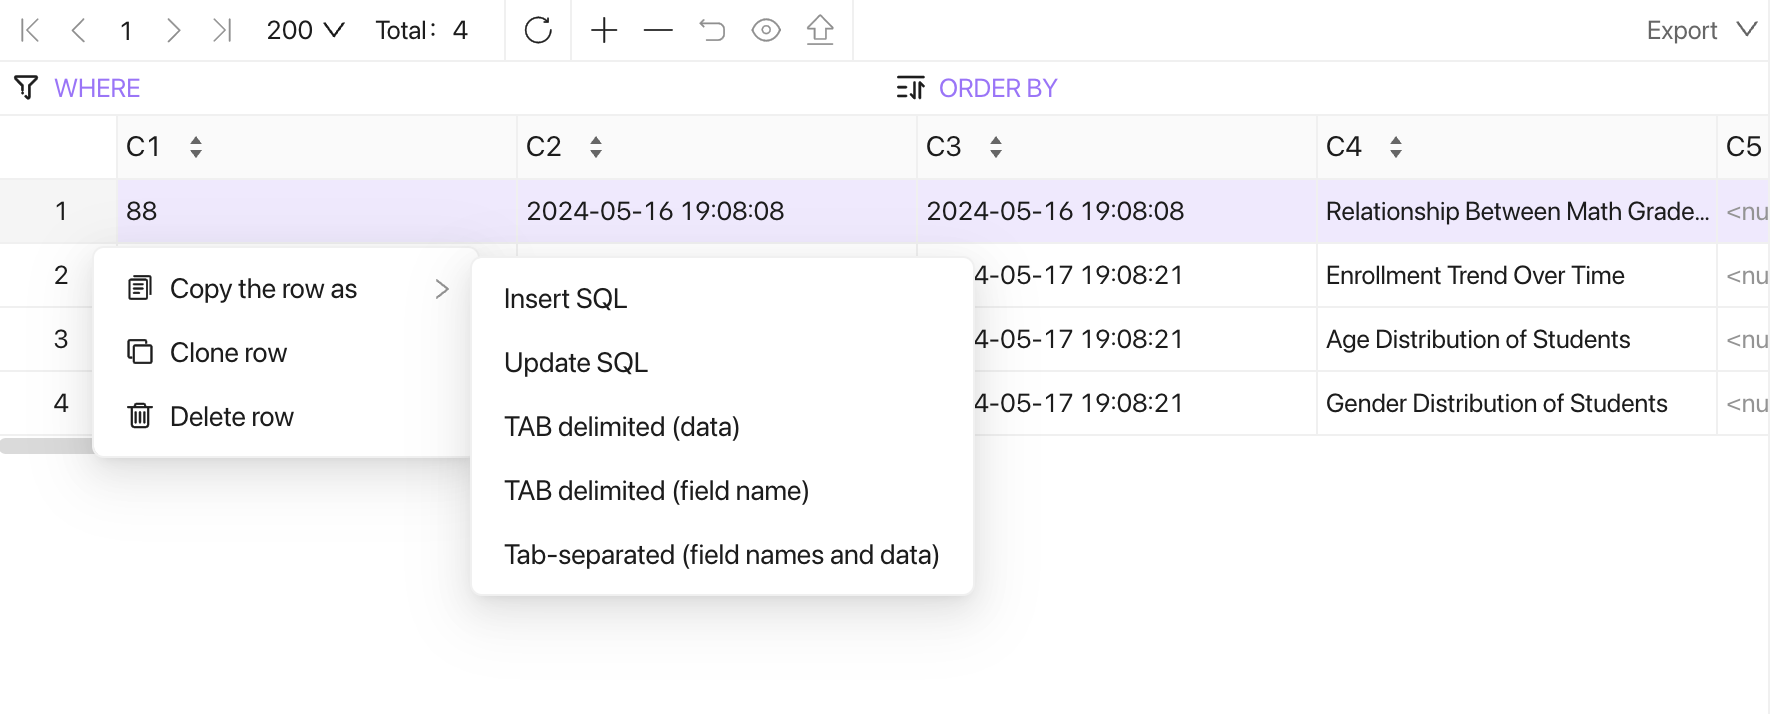 1 200 Total: 4 Export
WHERE ORDER BY
C1 C2 C3 C4 C5
1 88 2024-05-16 19:08:08 2024-05-16 19:08:08 Relationship Between Math Grade... <nu
2 4-05-17 19:08:21 Enrollment Trend Over Time <nu
3 4-05-17 19:08:21 Age Distribution of Students <nu
4 4-05-17 19:08:21 Gender Distribution of Students <nu
Copy the row as
Clone row
Delete row
Insert SQL
Update SQL
TAB delimited (data)
TAB delimited (field name)
Tab-separated (field names and data)